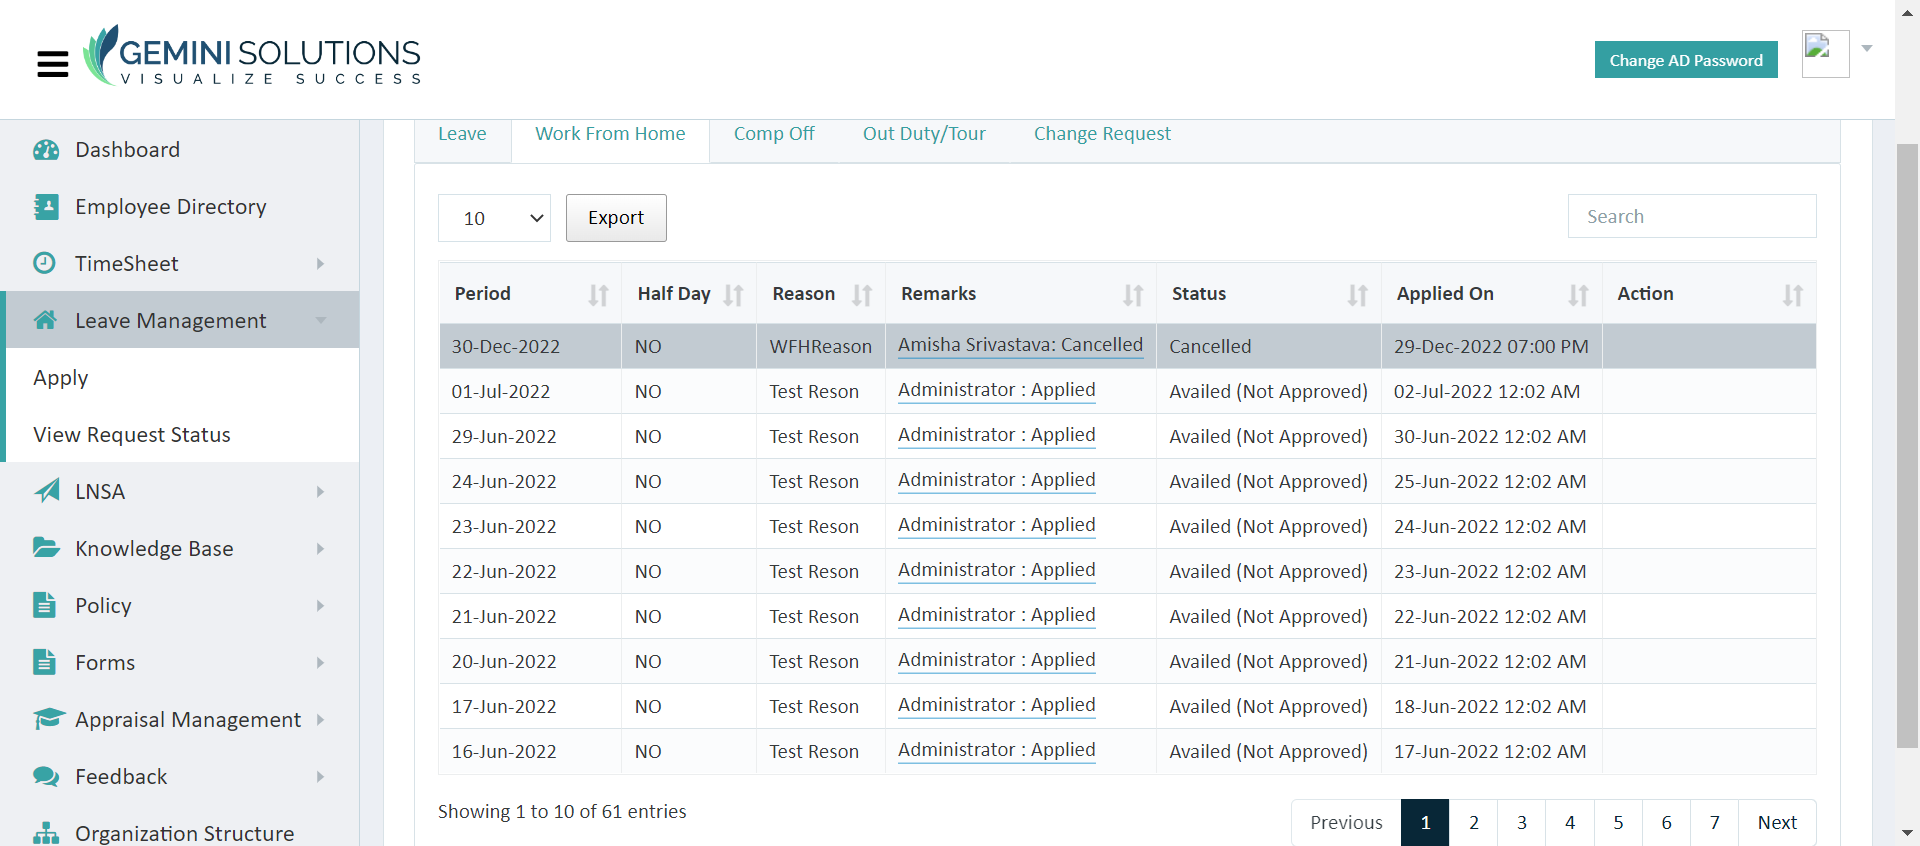 GEMINI SOLUTIONS
VISUALIZE SUCCESS
Change AD Password
Dashboard
Employee Directory
TimeSheet
Leave Management
Apply
View Request Status
LNSA
Knowledge Base
Policy
Forms
Appraisal Management
Feedback
Organization Structure
Leave Work From Home Comp Off Out Duty/Tour Change Request
10 Export Search
Period Half Day Reason Remarks Status Applied On Action
30-Dec-2022 NO WFHReason Amisha Srivastava: Cancelled Cancelled 29-Dec-2022 07:00 PM
01-Jul-2022 NO Test Reson Administrator : Applied Availed (Not Approved) 02-Jul-2022 12:02 AM
29-Jun-2022 NO Test Reson Administrator : Applied Availed (Not Approved) 30-Jun-2022 12:02 AM
24-Jun-2022 NO Test Reson Administrator : Applied Availed (Not Approved) 25-Jun-2022 12:02 AM
23-Jun-2022 NO Test Reson Administrator : Applied Availed (Not Approved) 24-Jun-2022 12:02 AM
22-Jun-2022 NO Test Reson Administrator : Applied Availed (Not Approved) 23-Jun-2022 12:02 AM
21-Jun-2022 NO Test Reson Administrator : Applied Availed (Not Approved) 22-Jun-2022 12:02 AM
20-Jun-2022 NO Test Reson Administrator : Applied Availed (Not Approved) 21-Jun-2022 12:02 AM
17-Jun-2022 NO Test Reson Administrator : Applied Availed (Not Approved) 18-Jun-2022 12:02 AM
16-Jun-2022 NO Test Reson Administrator : Applied Availed (Not Approved) 17-Jun-2022 12:02 AM
Showing 1 to 10 of 61 entries
Previous 1 2 3 4 5 6 7 Next